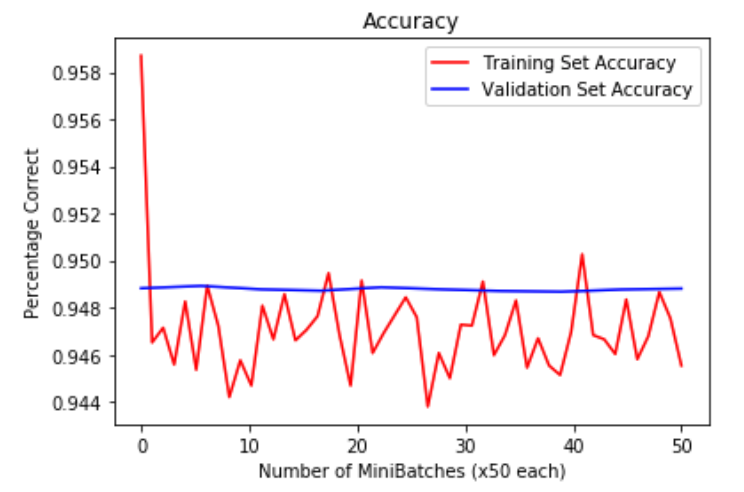 Accuracy
Training Set Accuracy
Validation Set Accuracy
Percentage Correct
0.958
0.956
0.954
0.952
0.950
0.948
0.946
0.944
0 10 20 30 40 50
Number of MiniBatches (x50 each)